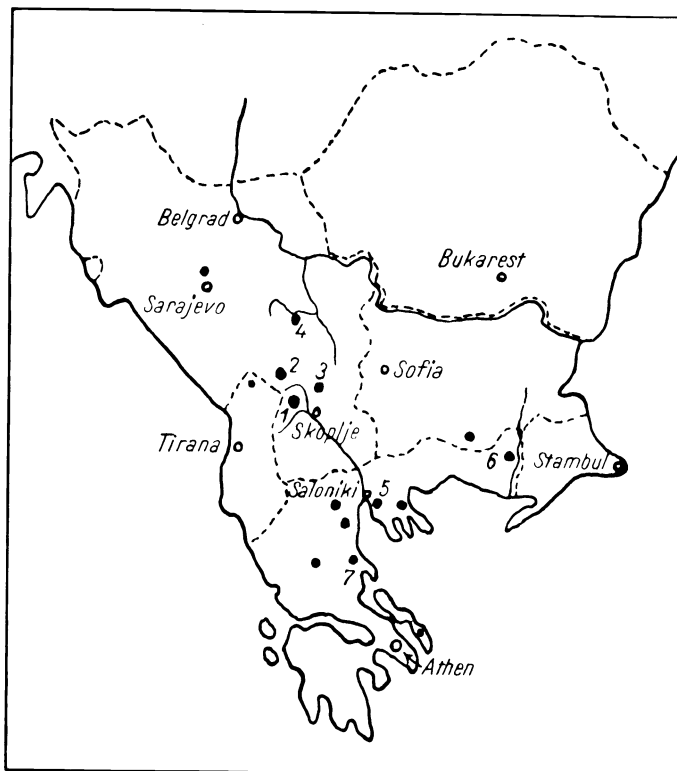 Belgrad
Bukarest
Sarajevo
4
2
3
Sofia
1
Skoplje
Tirana
6
Stambul
Saloniki
5
7
Athen